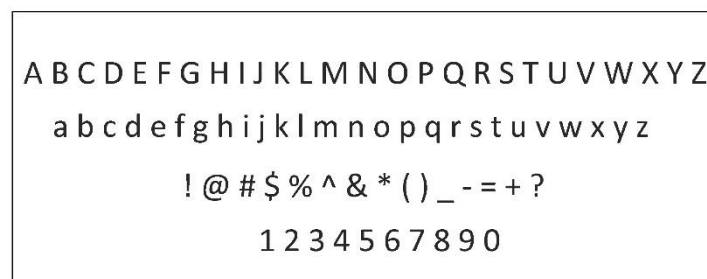 A B C D E F G H I J K L M N O P Q R S T U V W X Y Z
a b c d e f g h i j k l m n o p q r s t u v w x y z
! @ # $ % ^ & * ( ) _ - = + ?
1 2 3 4 5 6 7 8 9 0